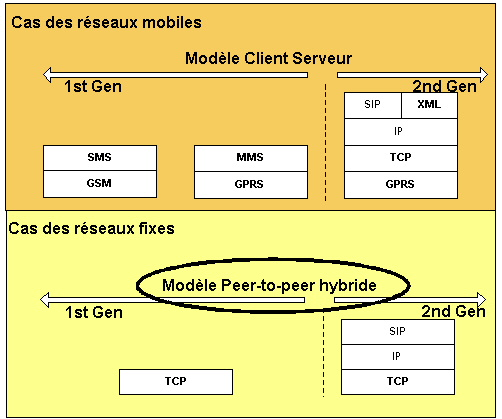 Cas des réseaux mobiles
Modèle Client Serveur
1st Gen
2nd Gen
SIP XML
IP
SMS MMS TCP
GSM GPRS GPRS
Cas des réseaux fixes
Modèle Peer-to-peer hybride
1st Gen
2nd Gen
SIP
IP
TCP TCP